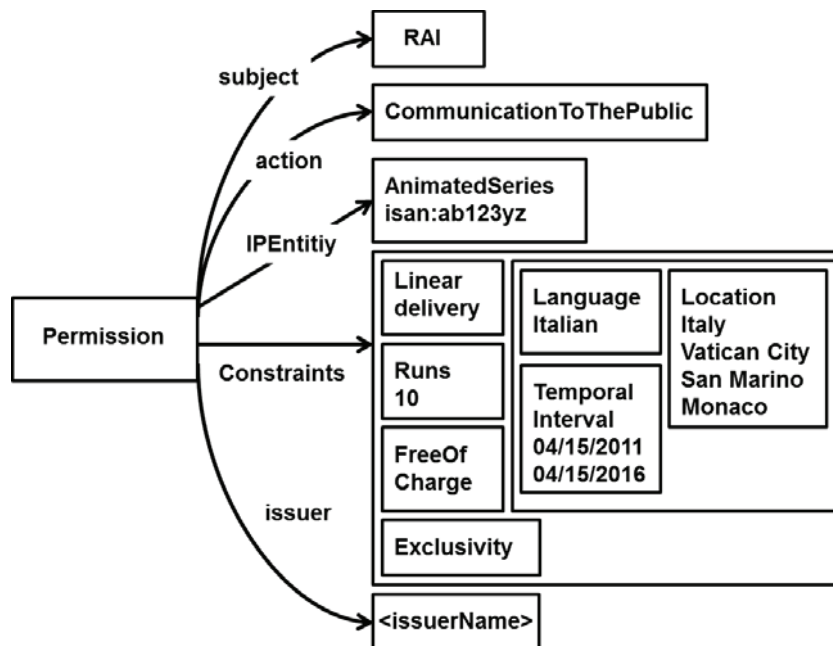 RAI
subject
CommunicationToThePublic
action
AnimatedSeries
isan:ab123yz
IPEntitiy
Permission
Constraints
Linear
delivery
Runs
10
FreeOf
Charge
Exclusivity
Language
Italian
Temporal
Interval
04/15/2011
04/15/2016
Location
Italy
Vatican City
San Marino
Monaco
issuer
<issuerName>